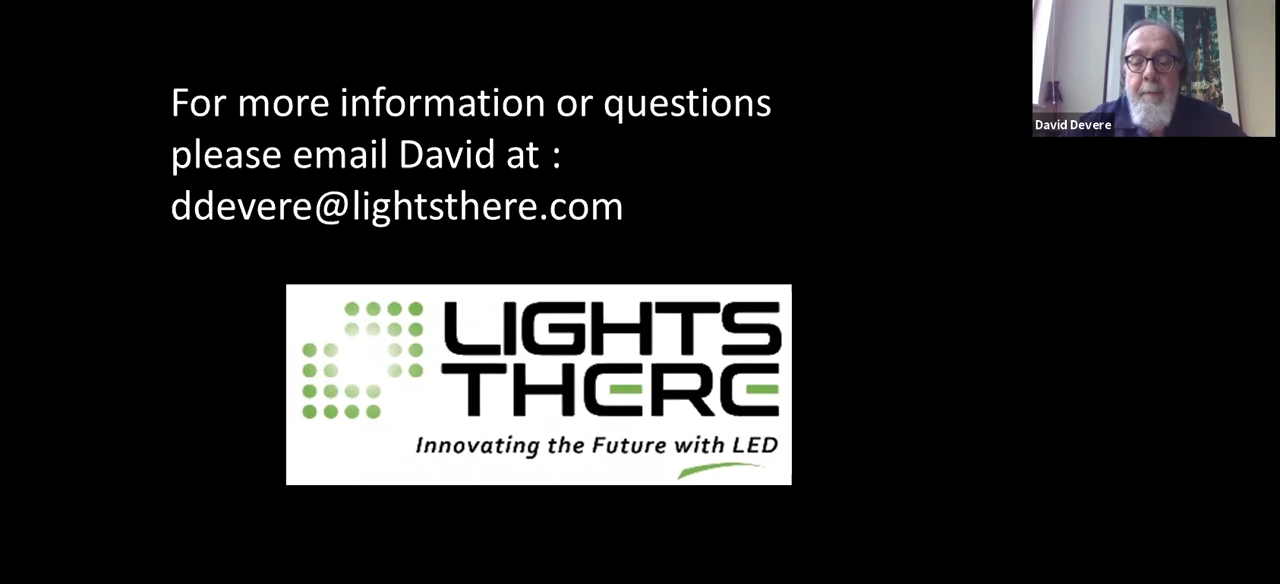 For more information or questions
please email David at :
ddevere@lightsthere.com
David Devere
LIGHTS
THERE
Innovating the Future with LED